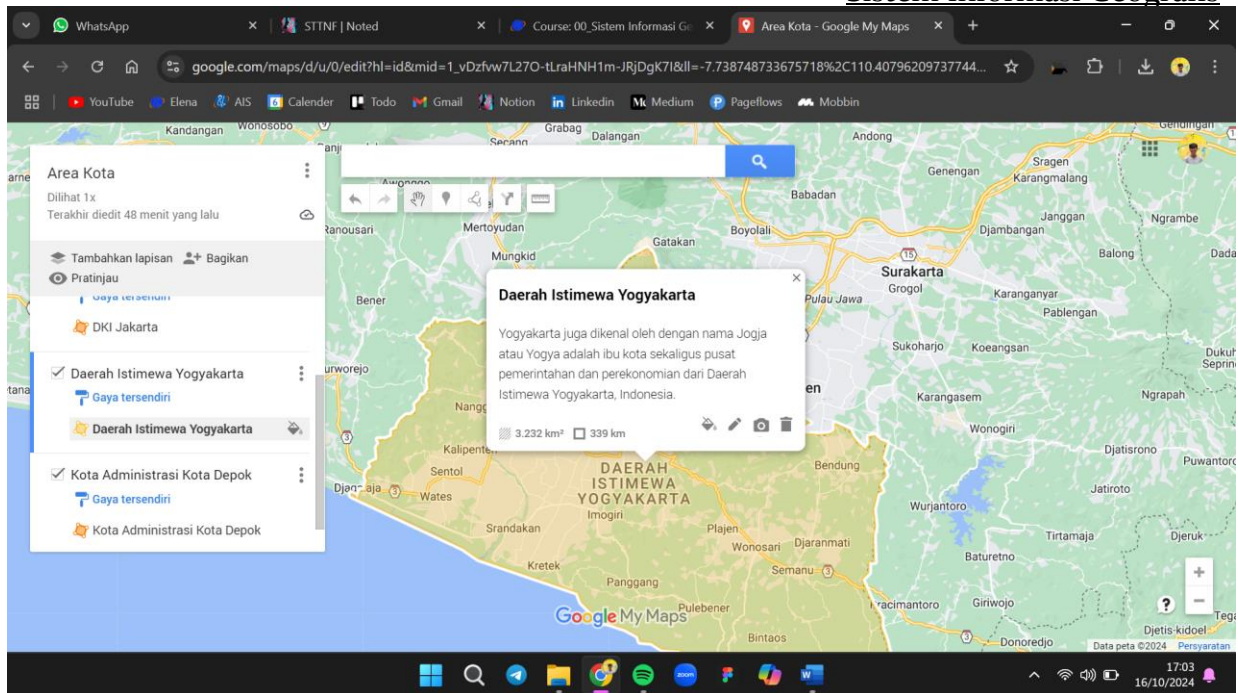 Sistem Informasi Geografis
WhatsApp
STTNF | Noted
Course: 00_Sistem Informasi Ge
Area Kota - Google My Maps
google.com/maps/d/u/0/edit?hl=id&mid=1_vDzfvw7L27O-tLraHNH1m-JRjDgK7I&ll=-7.738748733675718%2C110.40796209737744...
YouTube
Elena
AIS
Calender
Todo
Gmail
Notion
Linkedin
Medium
Pageflows
Mobbin
Area Kota
Dilihat 1x
Terakhir diedit 48 menit yang lalu
Tambahkan lapisan
Bagikan
Pratinjau
Gaya tersendiri
DKI Jakarta
Daerah Istimewa Yogyakarta
Gaya tersendiri
Daerah Istimewa Yogyakarta
Kota Administrasi Kota Depok
Gaya tersendiri
Kota Administrasi Kota Depok
Daerah Istimewa Yogyakarta
Yogyakarta juga dikenal oleh dengan nama Jogja
atau Yogya adalah ibu kota sekaligus pusat
pemerintahan dan perekonomian dari Daerah
Istimewa Yogyakarta, Indonesia.
3.232 km²
339 km
Kandangan
Wonosobo
Secang
Grabag
Dalangan
Andong
Gendingan
Genengan
Sragen
Karangmalang
Babadan
Mertoyudan
Boyolali
Janggan
Djambangan
Ngrambe
Gatakan
Mungkid
15
Surakarta
Grogol
Balong
Bener
Pulau Jawa
Karanganyar
Pablengan
Sukoharjo
Koeangsan
Karangasem
Ngrapah
Wonogiri
Djatisrono
Sentol
Wates
3
DAERAH
ISTIMEWA
YOGYAKARTA
Imogiri
Bendung
Jatiroto
Wurjantoro
Srandakan
Plajen
Wonosari
Djaranmati
Tirtamaja
Baturetno
Kretek
Semanu
3
Panggang
Pulebener
Giriwojo
Bintaos
3
Donoredjo
Djetis-kidoel
Google My Maps
Data peta ©2024
Persyaratan
17:03
16/10/2024